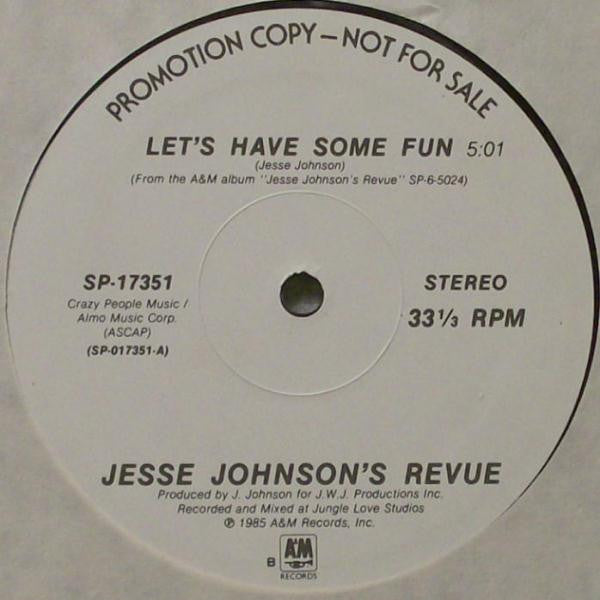 PROMOTION COPY — NOT FOR SALE
LET'S HAVE SOME FUN 5:01
(Jesse Johnson)
(From the A&M album "Jesse Johnson's Revue" SP-6-5024)
SP-17351
Crazy People Music /
Almo Music Corp.
(ASCAP)
(SP-017351-A)
STEREO
33 1/3 RPM
JESSE JOHNSON'S REVUE
Produced by J. Johnson for J.W.J. Productions Inc.
Recorded and Mixed at Jungle Love Studios
℗ 1985 A&M Records, Inc.
B
A&M
RECORDS